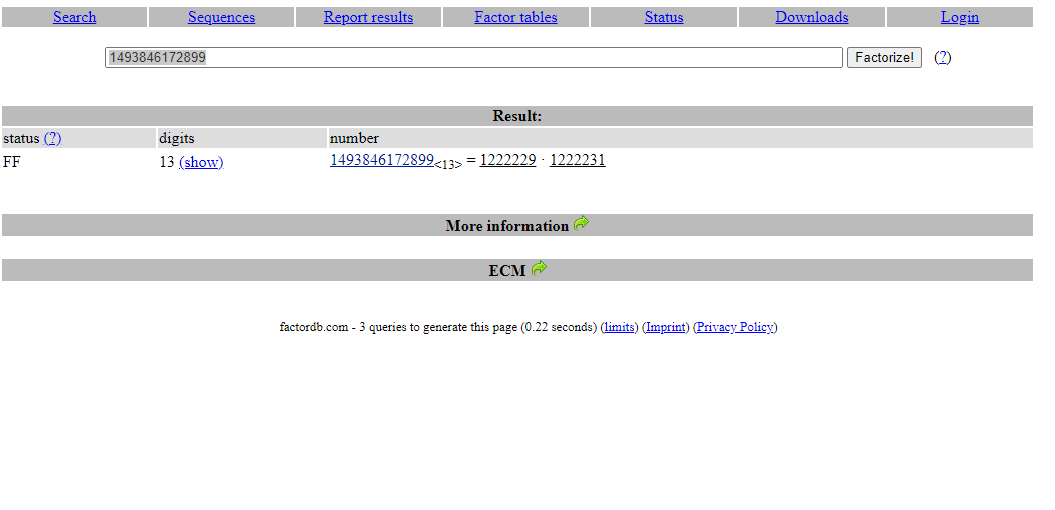 Search Sequences Report results Factor tables Status Downloads Login
1493846172899 Factorize! (?)
Result:
status (?) digits number
FF 13 (show) 1493846172899<13> = 1222229 · 1222231
More information
ECM
factordb.com - 3 queries to generate this page (0.22 seconds) (limits) (Imprint) (Privacy Policy)